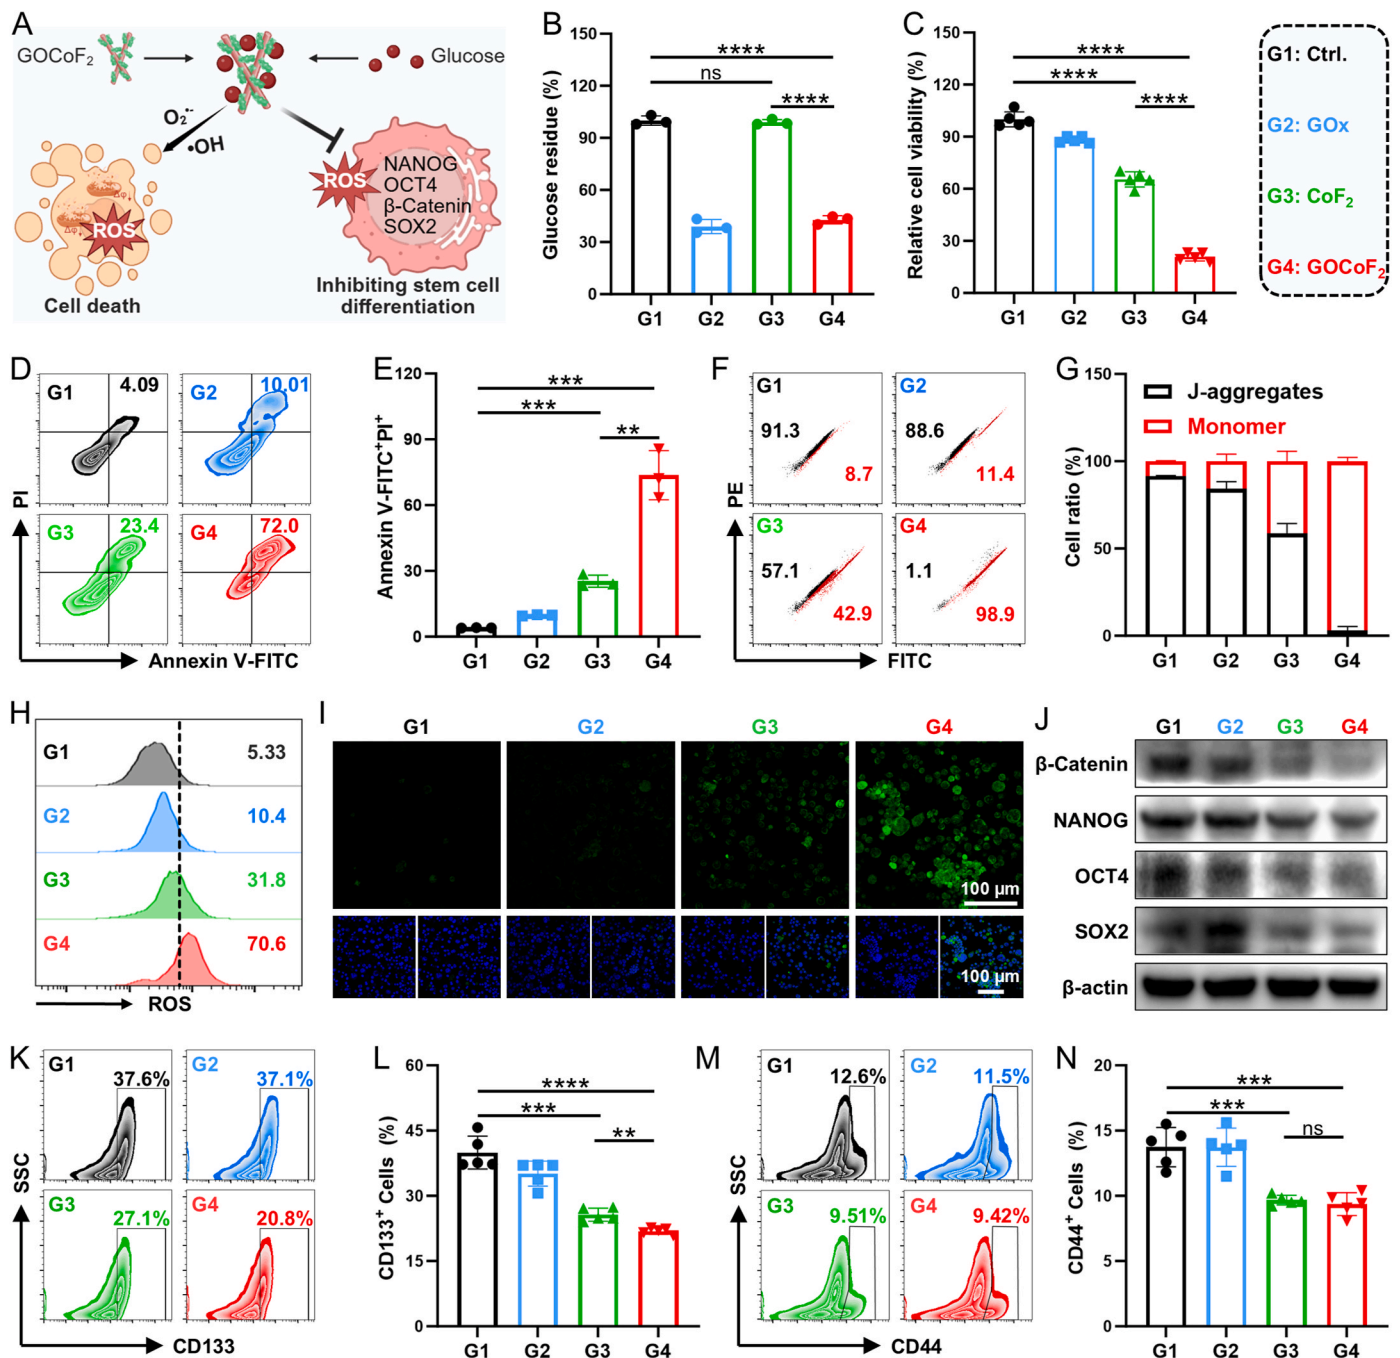 A
GOCoF2
Glucose
O2•-
•OH
ROS
Δφ↓
Δφ↓
Cell death
ROS
NANOG
OCT4
β-Catenin
SOX2
Inhibiting stem cell
differentiation
B
Glucose residue (%)
150
120
90
60
30
0
****
ns
****
G1 G2 G3 G4
C
Relative cell viability (%)
150
120
90
60
30
0
****
****
****
G1 G2 G3 G4
G1: Ctrl.
G2: GOx
G3: CoF2
G4: GOCoF2
D
G1 4.09
G2 10.01
G3 23.4
G4 72.0
PI
Annexin V-FITC
E
Annexin V-FITC+PI+
120
90
60
30
0
***
***
**
G1 G2 G3 G4
F
G1
91.3
8.7
G2
88.6
11.4
G3
57.1
42.9
G4
1.1
98.9
PE
FITC
G
Cell ratio (%)
150
100
50
0
J-aggregates
Monomer
G1 G2 G3 G4
H
G1 5.33
G2 10.4
G3 31.8
G4 70.6
ROS
I
G1 G2 G3 G4
100 μm
100 μm
J
G1 G2 G3 G4
β-Catenin
NANOG
OCT4
SOX2
β-actin
K
G1
37.6%
G2
37.1%
G3
27.1%
G4
20.8%
SSC
CD133
L
CD133+ Cells (%)
60
45
30
15
0
****
***
**
G1 G2 G3 G4
M
G1
12.6%
G2
11.5%
G3
9.51%
G4
9.42%
SSC
CD44
N
CD44+ Cells (%)
20
15
10
5
0
***
***
ns
G1 G2 G3 G4